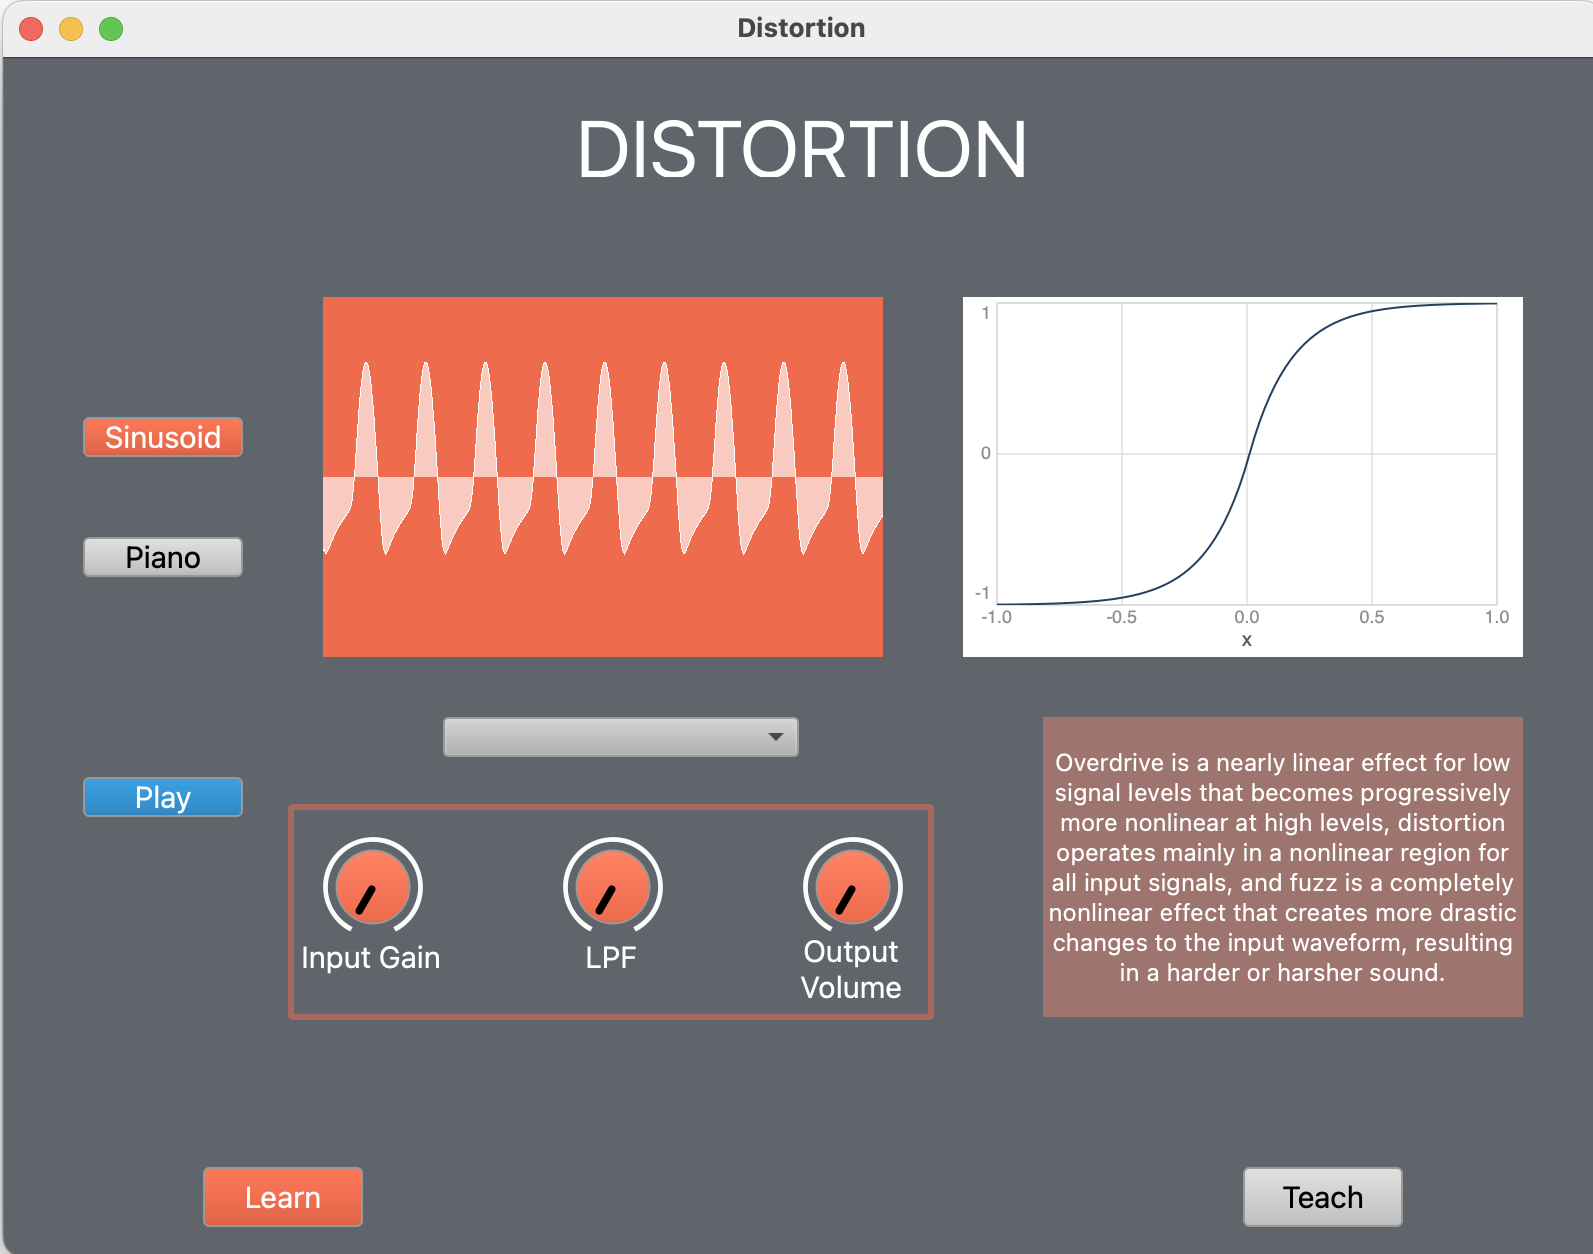 Distortion
DISTORTION
Sinusoid
Piano
Play
1
0
-1
-1.0 -0.5 0.0 0.5 1.0
x
Input Gain
LPF
Output
Volume
Overdrive is a nearly linear effect for low
signal levels that becomes progressively
more nonlinear at high levels, distortion
operates mainly in a nonlinear region for
all input signals, and fuzz is a completely
nonlinear effect that creates more drastic
changes to the input waveform, resulting
in a harder or harsher sound.
Learn
Teach